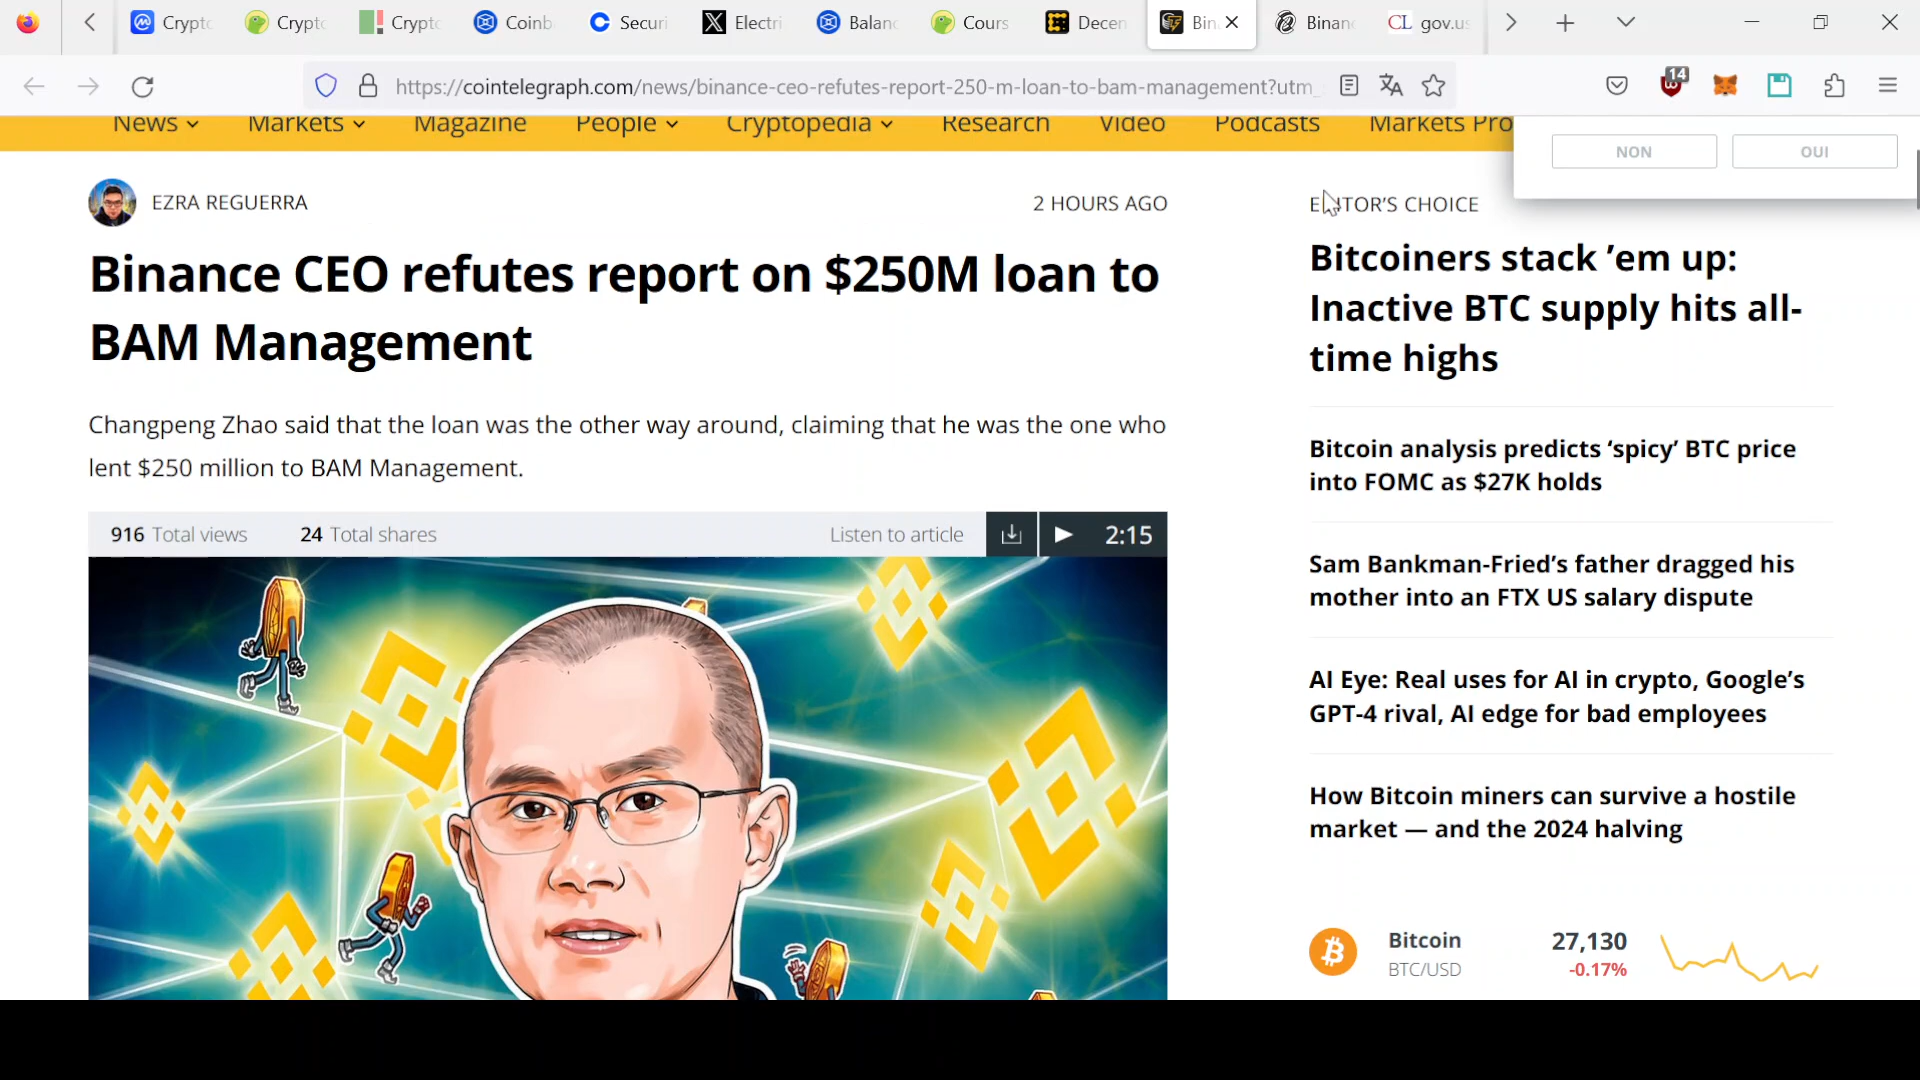 Crypto
Crypto
Crypto
Coinb
Securi
Electri
Balanc
Cours
Decen
Bin
Binanc
CL gov.us
https://cointelegraph.com/news/binance-ceo-refutes-report-250-m-loan-to-bam-management?utm_
14
News
Markets
Magazine
People
Cryptopedia
Research
Video
Podcasts
Markets Pro
NON
OUI
EZRA REGUERRA
2 HOURS AGO
Binance CEO refutes report on $250M loan to
BAM Management
Changpeng Zhao said that the loan was the other way around, claiming that he was the one who
lent $250 million to BAM Management.
916 Total views
24 Total shares
Listen to article
2:15
EDITOR'S CHOICE
Bitcoiners stack ’em up:
Inactive BTC supply hits all-
time highs
Bitcoin analysis predicts ‘spicy’ BTC price
into FOMC as $27K holds
Sam Bankman-Fried’s father dragged his
mother into an FTX US salary dispute
AI Eye: Real uses for AI in crypto, Google’s
GPT-4 rival, AI edge for bad employees
How Bitcoin miners can survive a hostile
market — and the 2024 halving
Bitcoin
27,130
BTC/USD
-0.17%